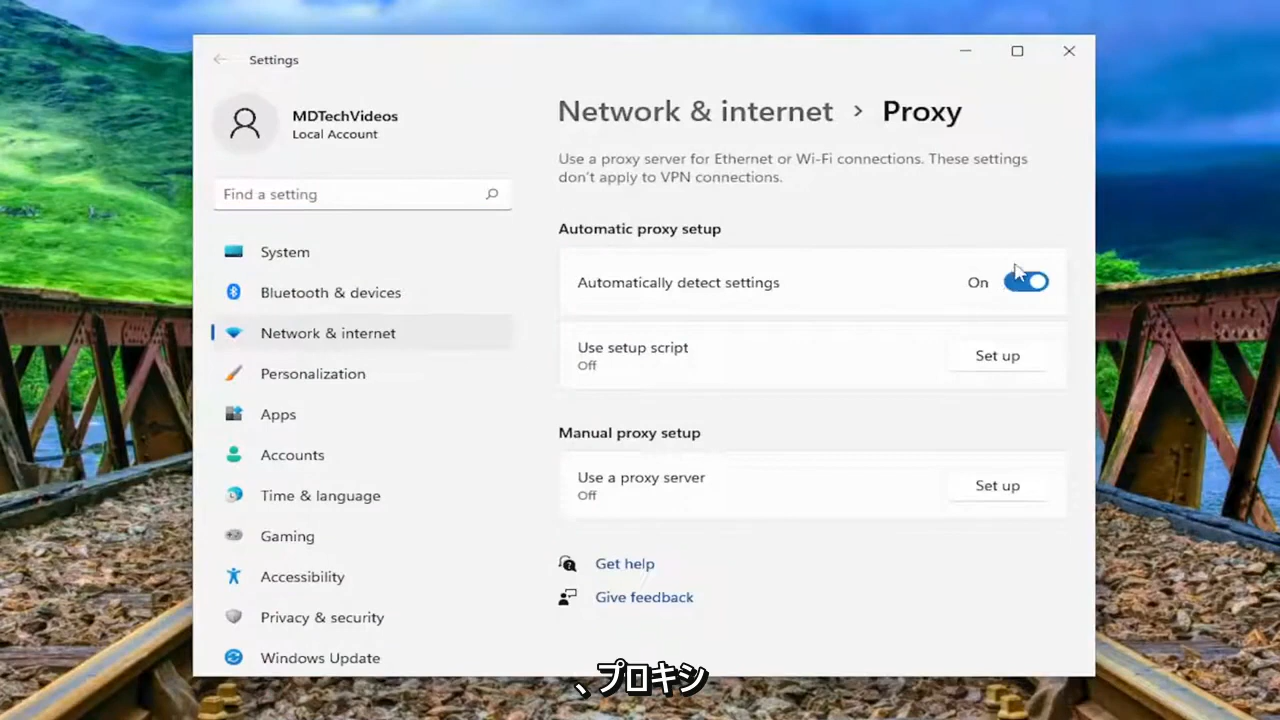 Settings
MDTechVideos
Local Account
Find a setting
System
Bluetooth & devices
Network & internet
Personalization
Apps
Accounts
Time & language
Gaming
Accessibility
Privacy & security
Windows Update
Network & internet › Proxy
Use a proxy server for Ethernet or Wi-Fi connections. These settings
don't apply to VPN connections.
Automatic proxy setup
Automatically detect settings
On
Use setup script
Off
Set up
Manual proxy setup
Use a proxy server
Off
Set up
Get help
Give feedback
、プロキシ